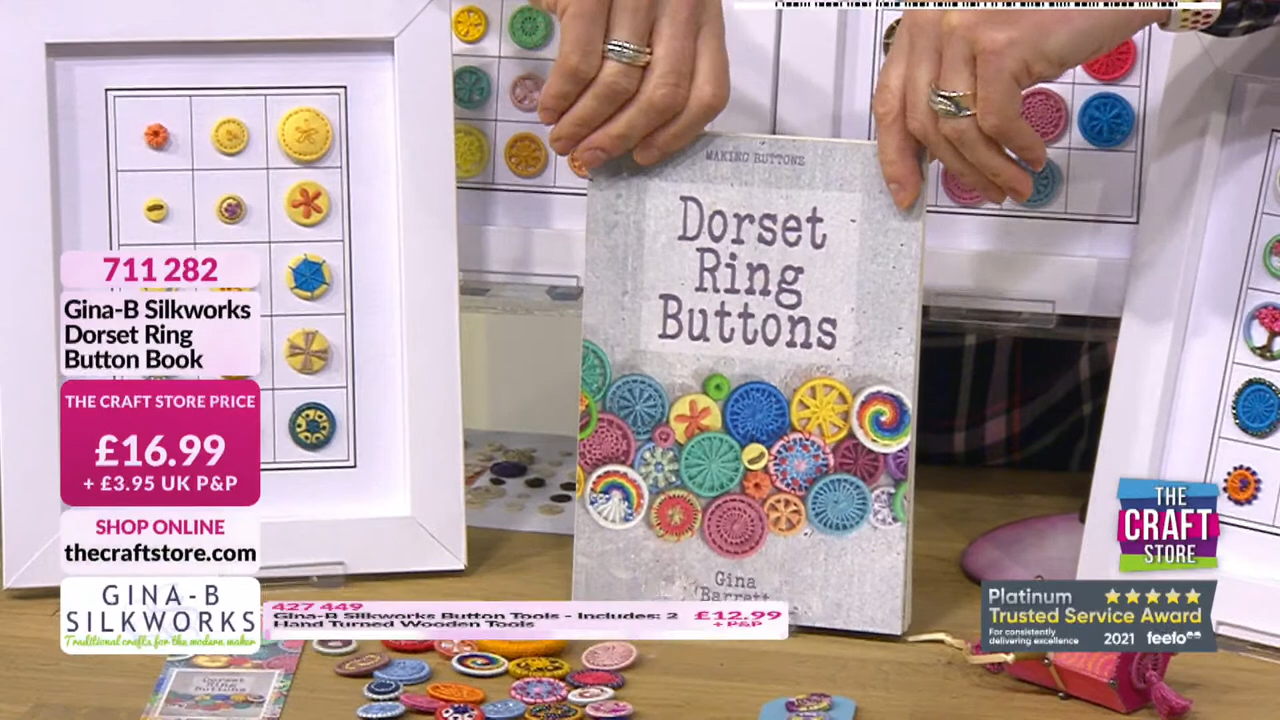 711 282
Gina-B Silkworks
Dorset Ring
Button Book
THE CRAFT STORE PRICE
£16.99
+ £3.95 UK P&P
SHOP ONLINE
thecraftstore.com
GINA-B
SILKWORKS
Traditional crafts for the modern maker
MAKING BUTTONS
Dorset
Ring
Buttons
Gina
Barrett
427 449
Gina-B Silkworks Button Tools - Includes: 2
Hand Turned Wooden Tools
£12.99
+ P&P
THE
CRAFT
STORE
Platinum
Trusted Service Award
For consistently
delivering excellence
2021 feefo
Dorset
Ring
Buttons